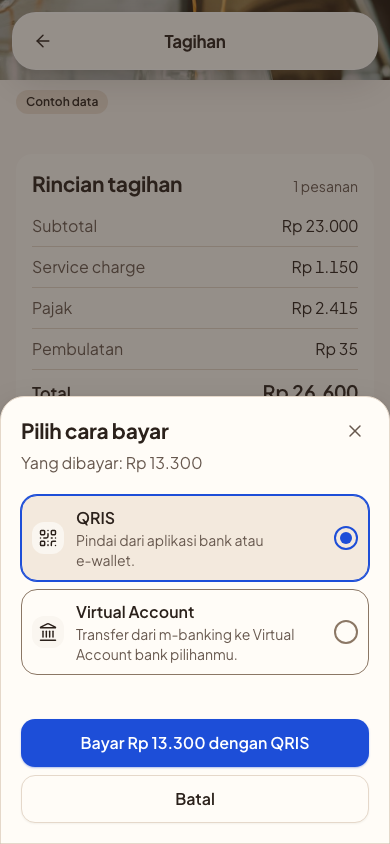 Tagihan
Contoh data
Rincian tagihan
1 pesanan
Subtotal
Rp 23.000
Service charge
Rp 1.150
Pajak
Rp 2.415
Pembulatan
Rp 35
Total
Rp 26.600
Pilih cara bayar
Yang dibayar: Rp 13.300
QRIS
Pindai dari aplikasi bank atau
e-wallet.
Virtual Account
Transfer dari m-banking ke Virtual
Account bank pilihanmu.
Bayar Rp 13.300 dengan QRIS
Batal